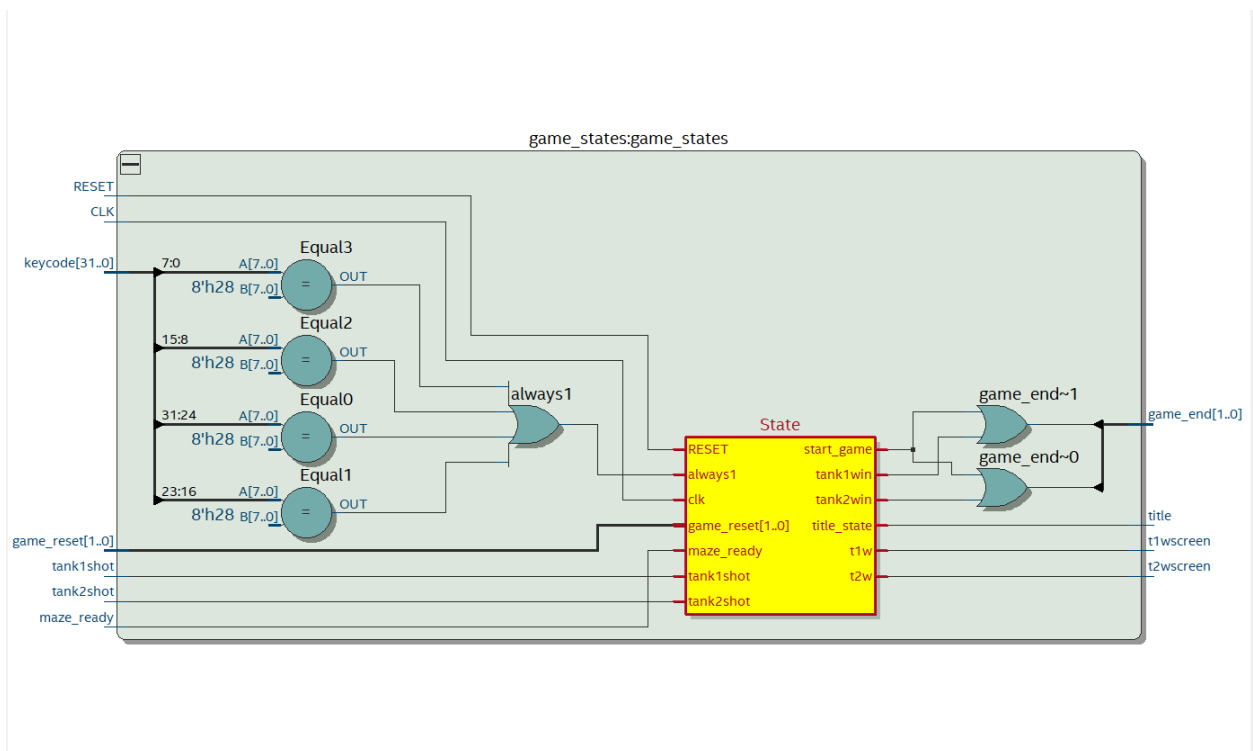 game_states:game_states
RESET
CLK
keycode[31..0]
7:0
Equal3
A[7..0]
8'h28 B[7..0]
=
OUT
15:8
Equal2
A[7..0]
8'h28 B[7..0]
=
OUT
31:24
Equal0
A[7..0]
8'h28 B[7..0]
=
OUT
23:16
Equal1
A[7..0]
8'h28 B[7..0]
=
OUT
always1
game_reset[1..0]
tank1shot
tank2shot
maze_ready
State
RESET
always1
clk
game_reset[1..0]
maze_ready
tank1shot
tank2shot
start_game
tank1win
tank2win
title_state
t1w
t2w
game_end~1
game_end~0
game_end[1..0]
title
t1wscreen
t2wscreen